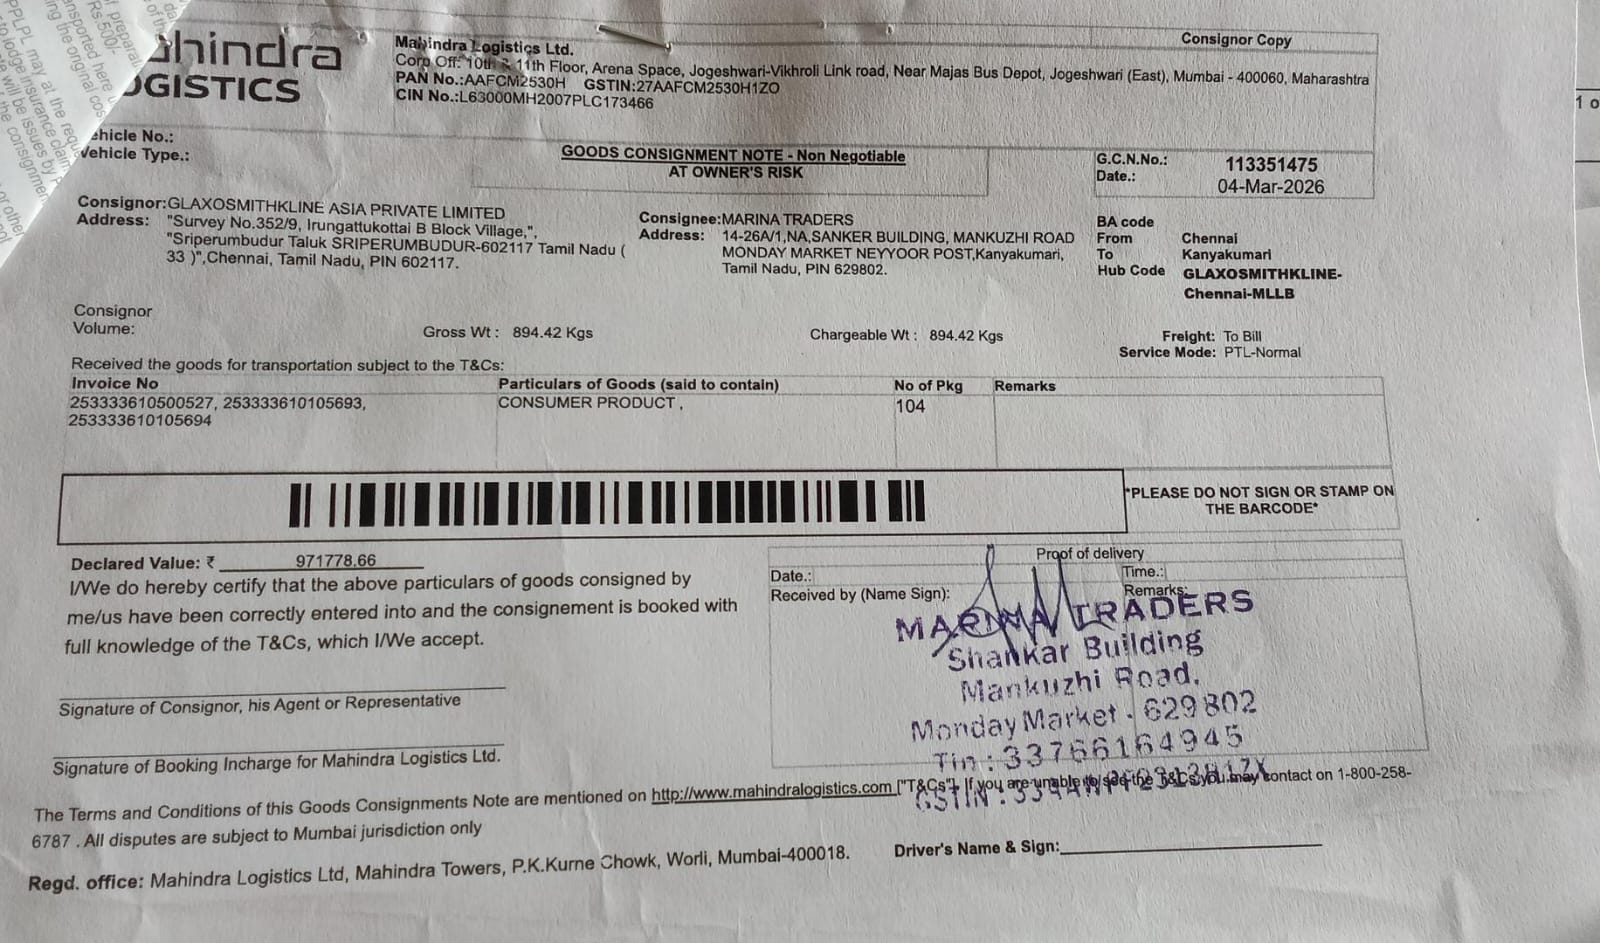 Consignor Copy
hindra
LOGISTICS
Mahindra Logistics Ltd.
Corp Off: 10th & 11th Floor, Arena Space, Jogeshwari-Vikhroli Link road, Near Majas Bus Depot, Jogeshwari (East), Mumbai - 400060, Maharashtra
PAN No.:AAFCM2530H GSTIN:27AAFCM2530H1ZO
CIN No.:L63000MH2007PLC173466
Vehicle No.:
Vehicle Type.:
GOODS CONSIGNMENT NOTE - Non Negotiable
AT OWNER'S RISK
G.C.N.No.: 113351475
Date.: 04-Mar-2026
Consignor:GLAXOSMITHKLINE ASIA PRIVATE LIMITED
Address: "Survey No.352/9, Irungattukottai B Block Village,",
"Sriperumbudur Taluk SRIPERUMBUDUR-602117 Tamil Nadu (
33 )",Chennai, Tamil Nadu, PIN 602117.
Consignee:MARINA TRADERS
Address: 14-26A/1,NA,SANKER BUILDING, MANKUZHI ROAD
MONDAY MARKET NEYYOOR POST,Kanyakumari,
Tamil Nadu, PIN 629802.
BA code
From Chennai
To Kanyakumari
Hub Code GLAXOSMITHKLINE-
Chennai-MLLB
Consignor
Volume:
Gross Wt : 894.42 Kgs
Chargeable Wt : 894.42 Kgs
Freight: To Bill
Service Mode: PTL-Normal
Received the goods for transportation subject to the T&Cs:
Invoice No Particulars of Goods (said to contain) No of Pkg Remarks
253333610500527, 253333610105693, CONSUMER PRODUCT , 104
253333610105694
*PLEASE DO NOT SIGN OR STAMP ON
THE BARCODE*
Declared Value: ₹ 971778.66
I/We do hereby certify that the above particulars of goods consigned by
me/us have been correctly entered into and the consignement is booked with
full knowledge of the T&Cs, which I/We accept.
Signature of Consignor, his Agent or Representative
Signature of Booking Incharge for Mahindra Logistics Ltd.
Proof of delivery
Date.: Time.:
Received by (Name Sign): Remarks:
MARINA TRADERS
Shankar Building
Mankuzhi Road,
Monday Market - 629802
Tin : 33766164945
GSTIN :
The Terms and Conditions of this Goods Consignments Note are mentioned on http://www.mahindralogistics.com ["T&Cs"]. If you are unable to see the T&Cs you may contact on 1-800-258-
6787 . All disputes are subject to Mumbai jurisdiction only
Regd. office: Mahindra Logistics Ltd, Mahindra Towers, P.K.Kurne Chowk, Worli, Mumbai-400018.
Driver's Name & Sign: